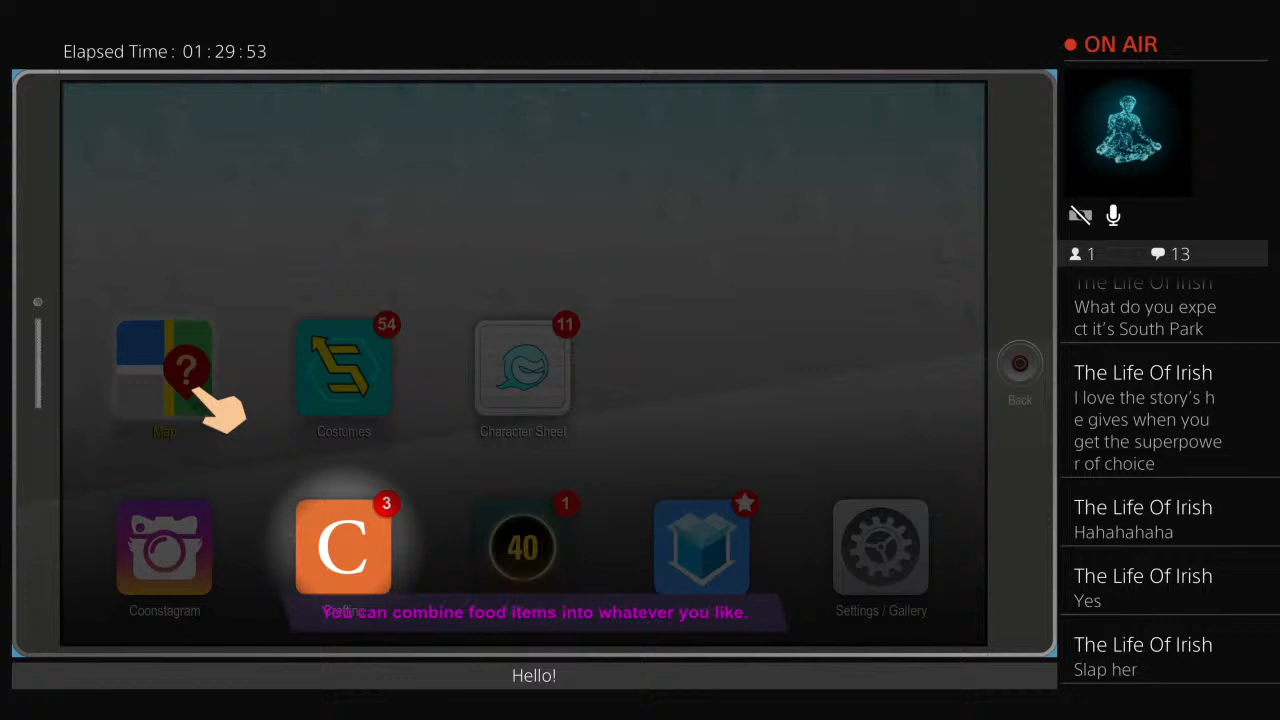 Elapsed Time : 01 : 29 : 53
ON AIR
1
13
The Life Of Irish
What do you expe
ct it’s South Park
The Life Of Irish
I love the story’s h
e gives when you
get the superpowe
r of choice
The Life Of Irish
Hahahahaha
The Life Of Irish
Yes
The Life Of Irish
Slap her
54
11
?
Map
Costumes
Character Sheet
Back
3
1
C
40
Coonstagram
Crafting
Settings / Gallery
You can combine food items into whatever you like.
Hello!